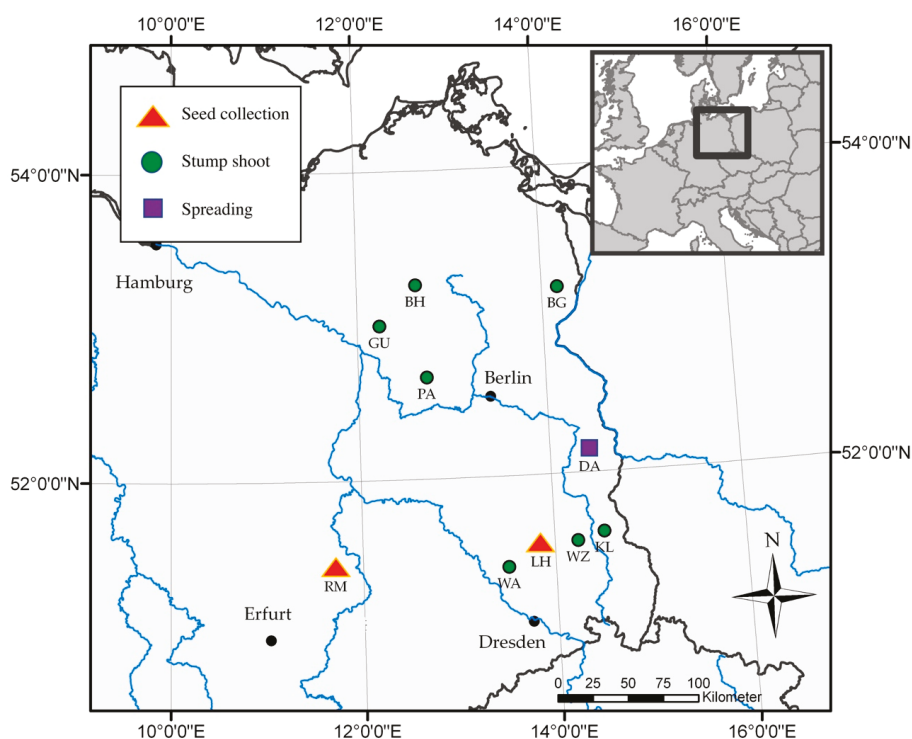 10°0'0"E 12°0'0"E 14°0'0"E 16°0'0"E
Seed collection
Stump shoot
Spreading
54°0'0"N
54°0'0"N
Hamburg
BH
BG
GU
Berlin
PA
DA
52°0'0"N
52°0'0"N
KL
WZ
LH
WA
RM
N
Erfurt
Dresden
0 25 50 75 100
Kilometer
10°0'0"E 12°0'0"E 14°0'0"E 16°0'0"E